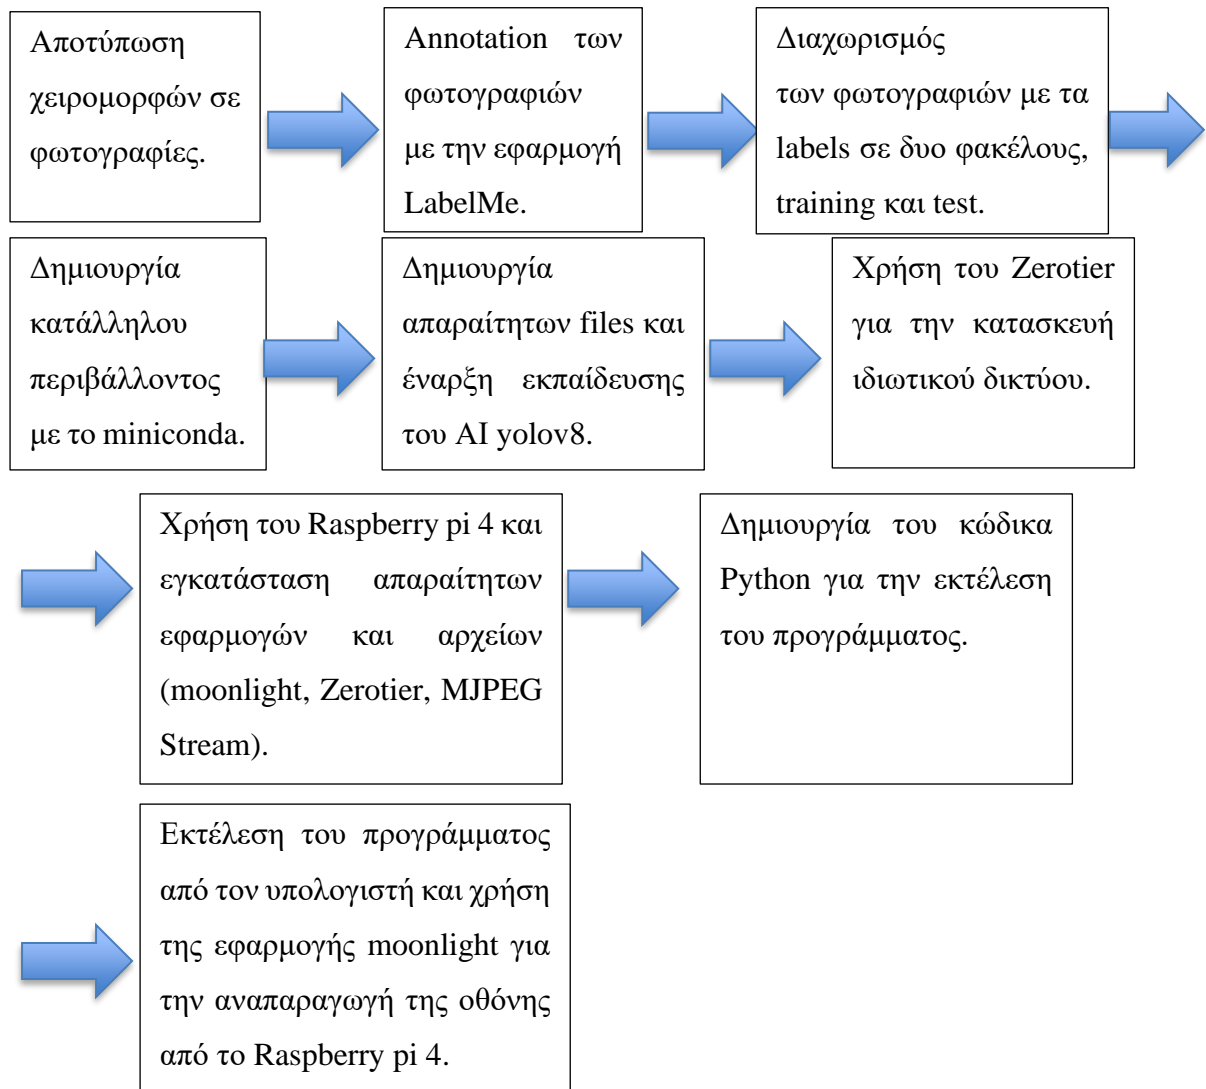 Αποτύπωση
χειρομορφών σε
φωτογραφίες.
Annotation των
φωτογραφιών
με την εφαρμογή
LabelMe.
Διαχωρισμός
των φωτογραφιών με τα
labels σε δυο φακέλους,
training και test.
Δημιουργία
κατάλληλου
περιβάλλοντος
με το miniconda.
Δημιουργία
απαραίτητων files και
έναρξη εκπαίδευσης
του AI yolov8.
Χρήση του Zerotier
για την κατασκευή
ιδιωτικού δικτύου.
Χρήση του Raspberry pi 4 και
εγκατάσταση απαραίτητων
εφαρμογών και αρχείων
(moonlight, Zerotier, MJPEG
Stream).
Δημιουργία του κώδικα
Python για την εκτέλεση
του προγράμματος.
Εκτέλεση του προγράμματος
από τον υπολογιστή και χρήση
της εφαρμογής moonlight για
την αναπαραγωγή της οθόνης
από το Raspberry pi 4.